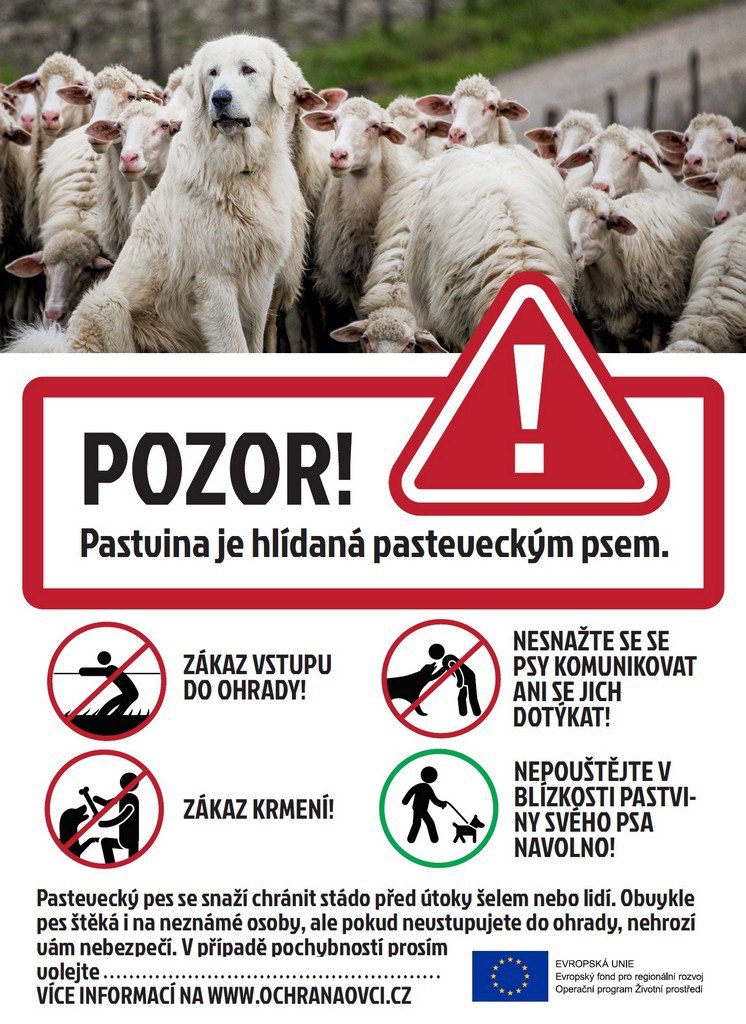 !
POZOR!
Pastvina je hlídaná pasteveckým psem.
ZÁKAZ VSTUPU
DO OHRADY!
NESNAŽTE SE SE
PSY KOMUNIKOVAT
ANI SE JICH
DOTÝKAT!
ZÁKAZ KRMENÍ!
NEPOUŠTĚJTE V
BLÍZKOSTI PASTVI-
NY SVÉHO PSA
NAVOLNO!
Pastevecký pes se snaží chránit stádo před útoky šelem nebo lidí. Obvykle
pes štěká i na neznámé osoby, ale pokud nevstupujete do ohrady, nehrozí
vám nebezpečí. V případě pochybností prosím
volejte ................................................
VÍCE INFORMACÍ NA WWW.OCHRANAOVCI.CZ
EVROPSKÁ UNIE
Evropský fond pro regionální rozvoj
Operační program Životní prostředí